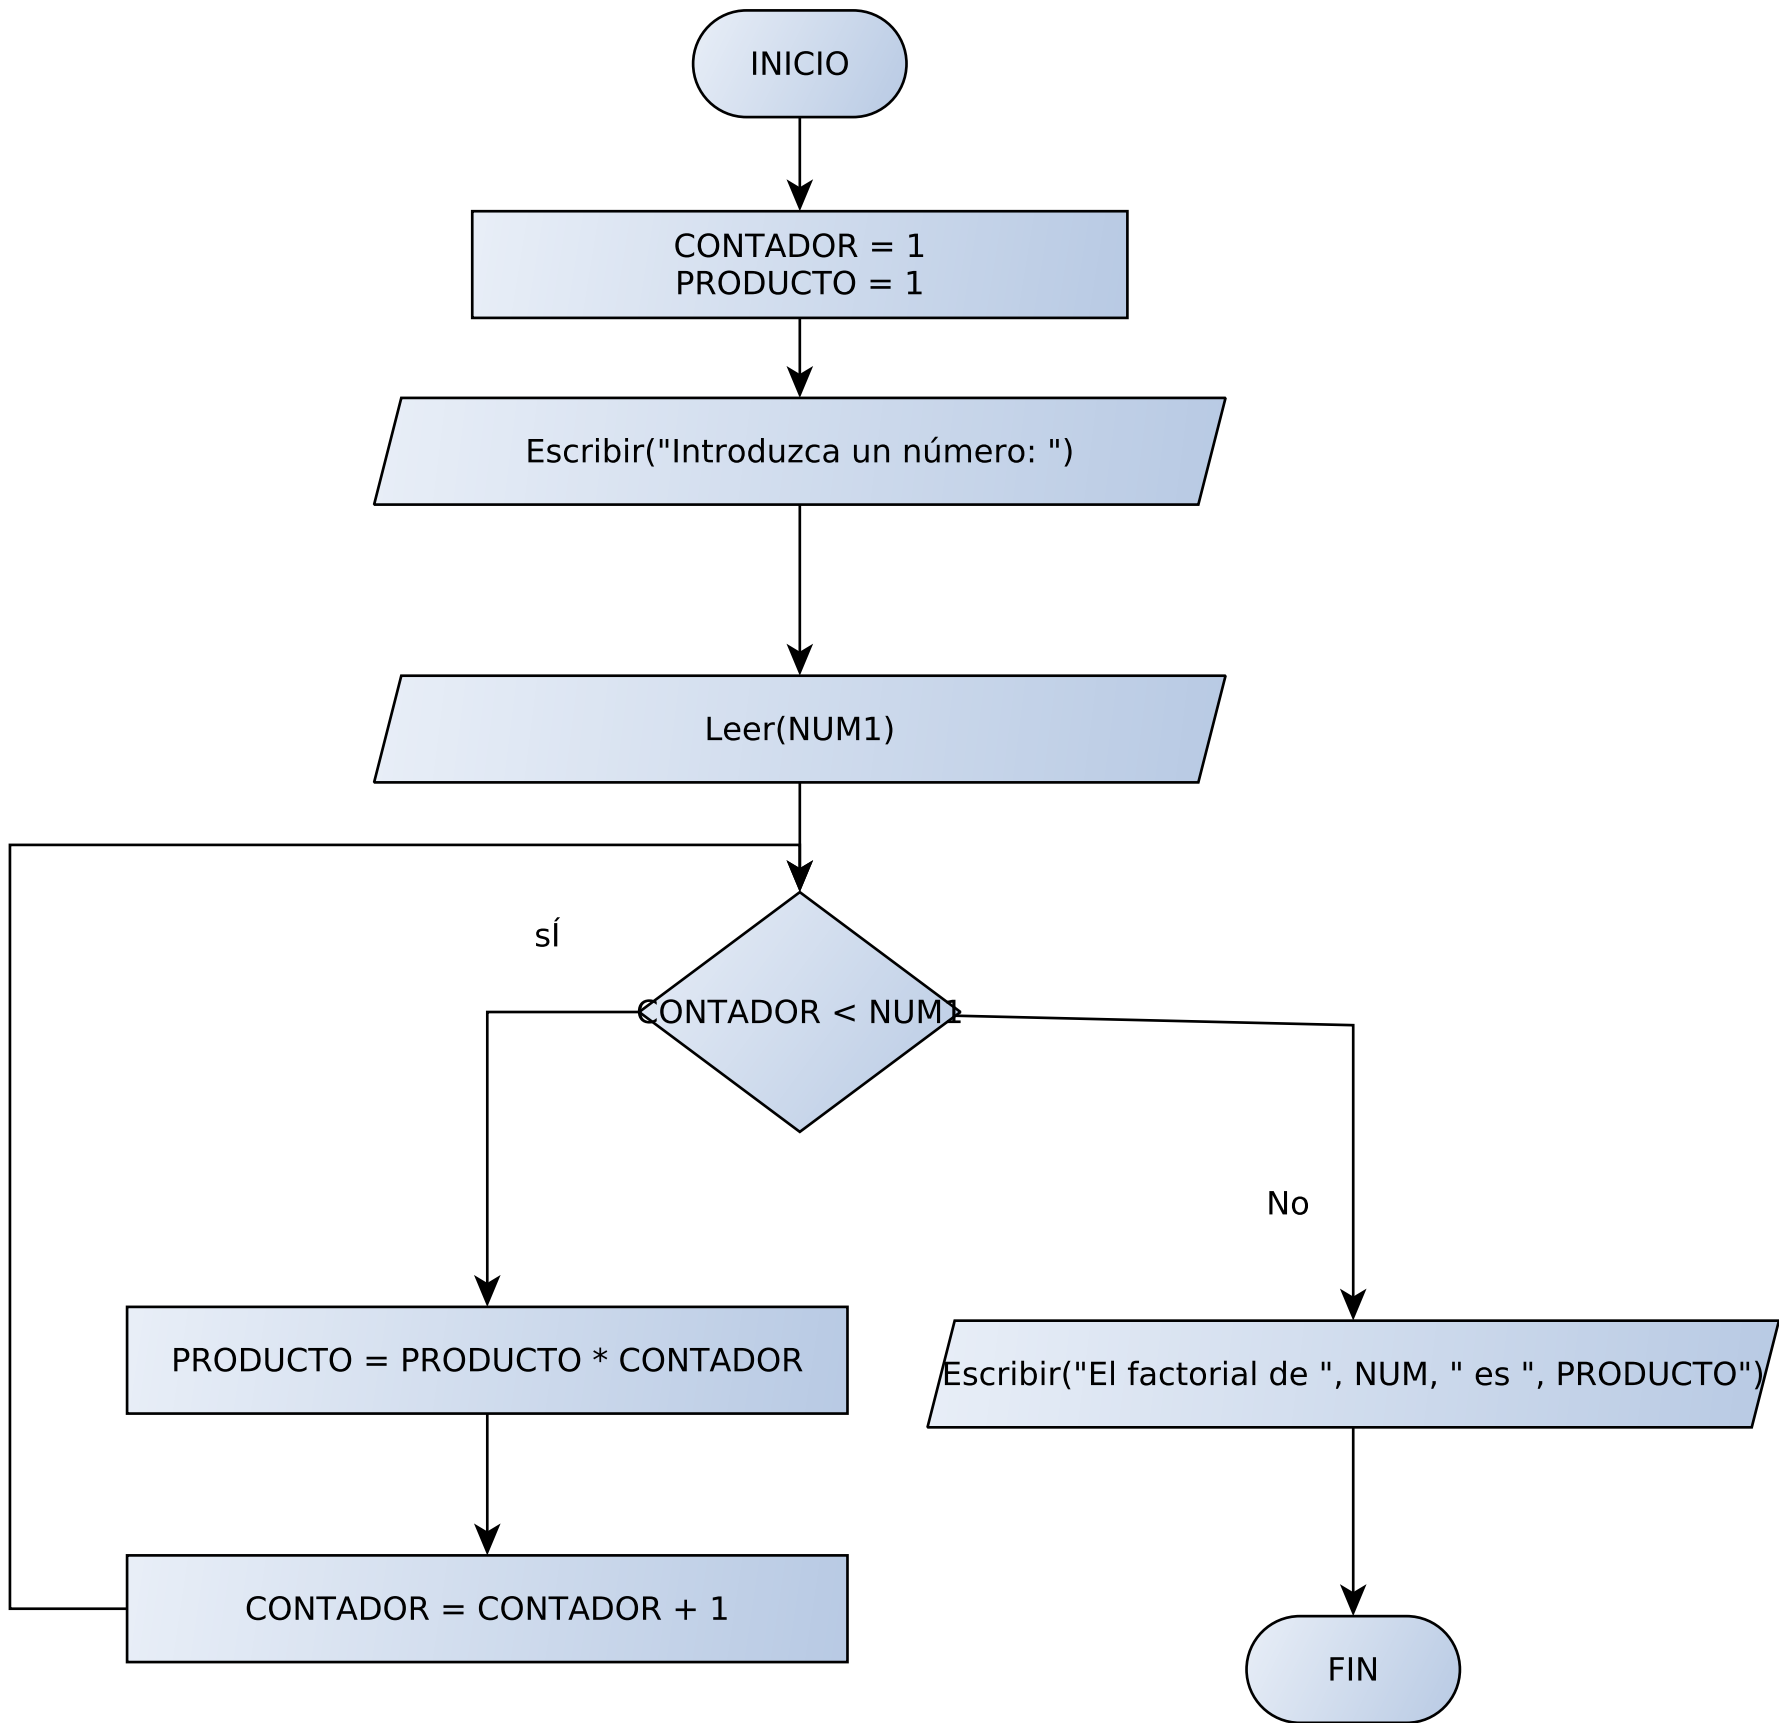 INICIO
CONTADOR = 1
PRODUCTO = 1
Escribir("Introduzca un número: ")
Leer(NUM1)
sÍ
CONTADOR < NUM1
No
PRODUCTO = PRODUCTO * CONTADOR
Escribir("El factorial de ", NUM, " es ", PRODUCTO")
CONTADOR = CONTADOR + 1
FIN